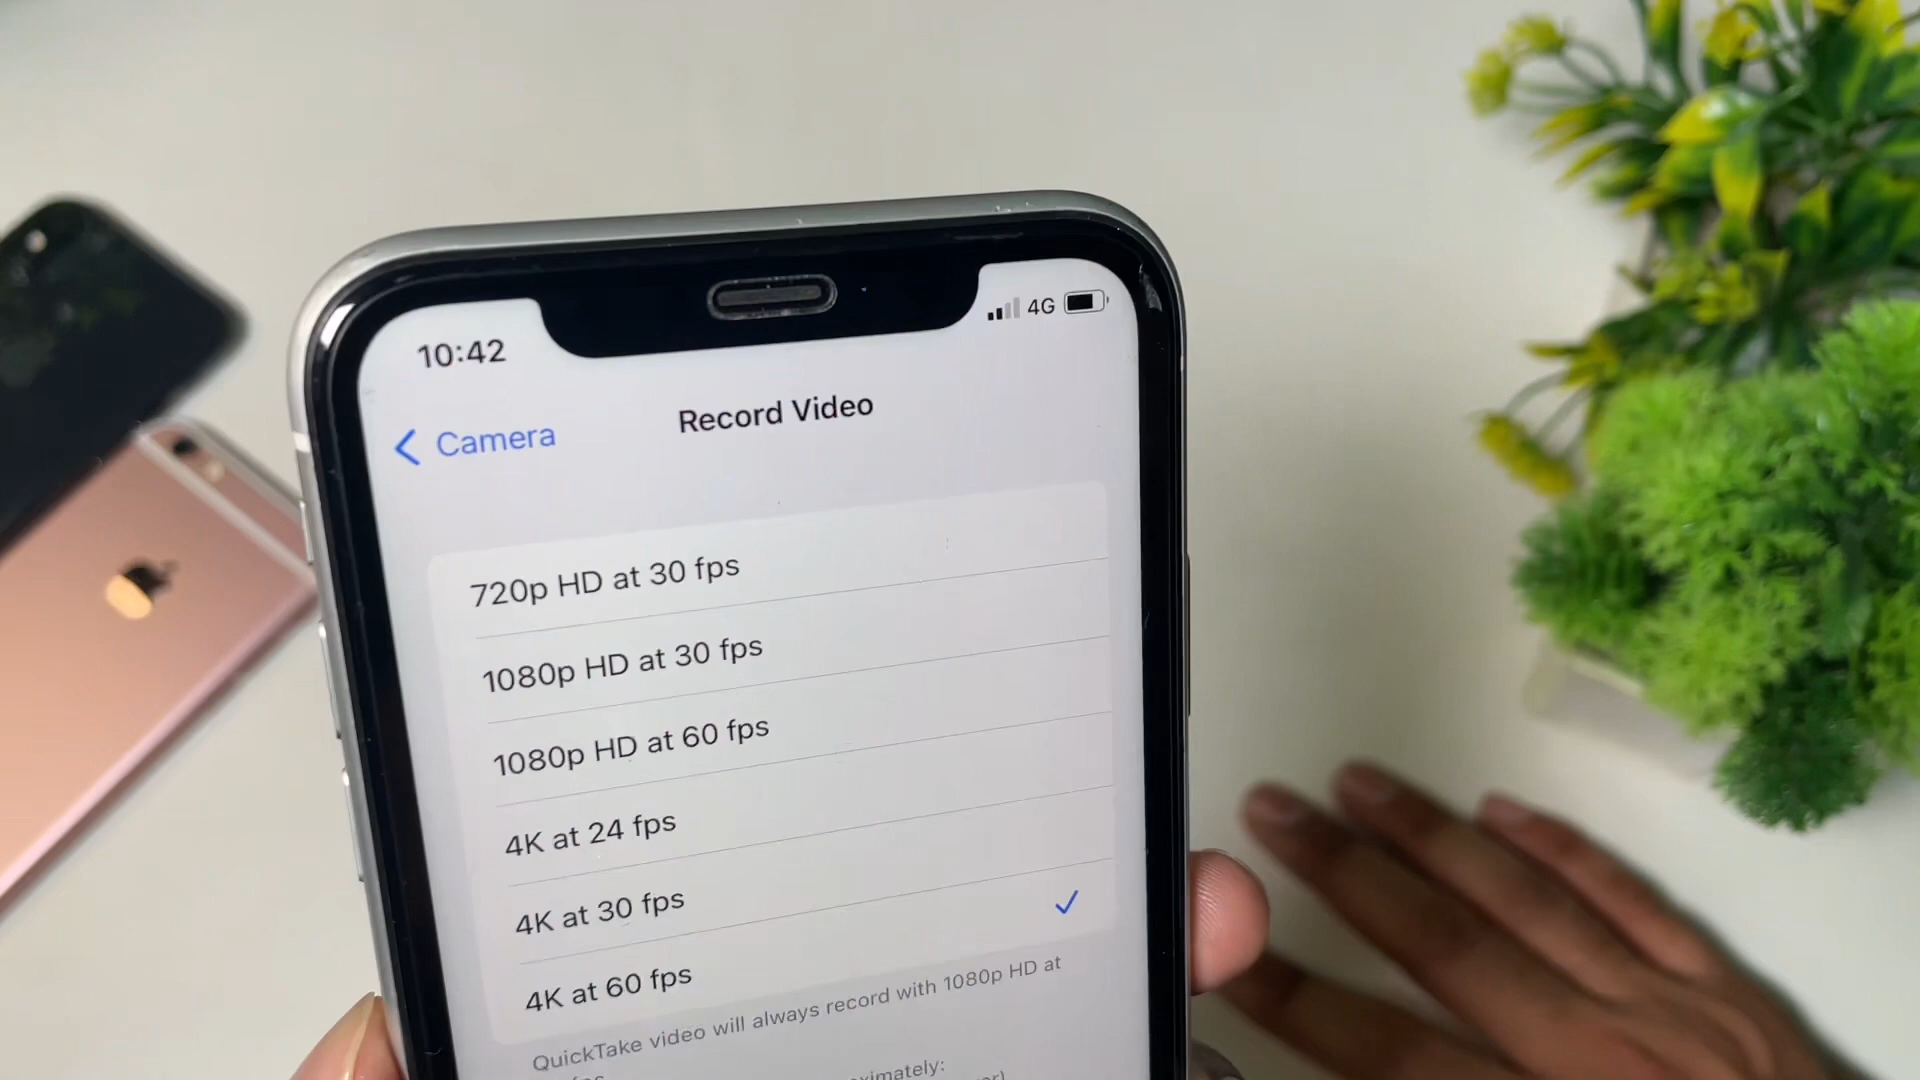 10:42
4G
Camera
Record Video
720p HD at 30 fps
1080p HD at 30 fps
1080p HD at 60 fps
4K at 24 fps
4K at 30 fps
4K at 60 fps
QuickTake video will always record with 1080p HD at